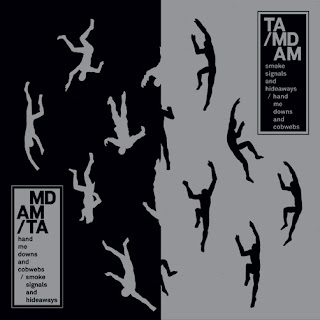 TA
/MD
AM
smoke
signals
and
hideaways
/ hand
me
downs
and
cobwebs
MD
AM
/TA
hand
me
downs
and
cobwebs
/ smoke
signals
and
hideaways